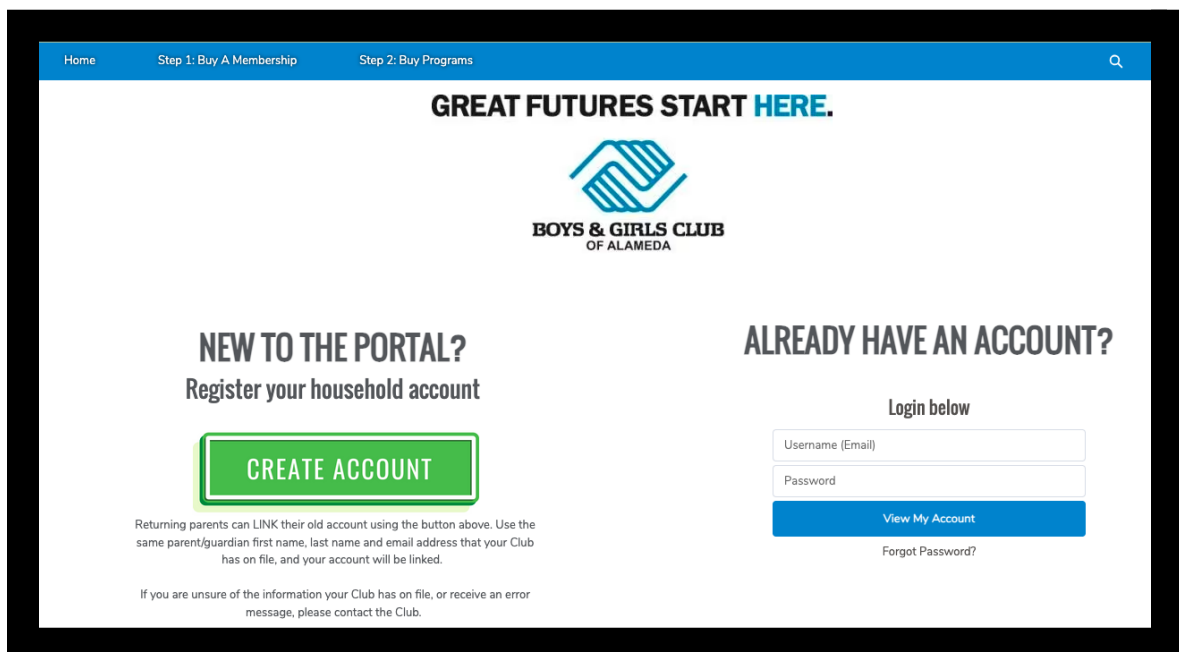 Home Step 1: Buy A Membership Step 2: Buy Programs
GREAT FUTURES START HERE.
BOYS & GIRLS CLUB
OF ALAMEDA
NEW TO THE PORTAL?
Register your household account
CREATE ACCOUNT
Returning parents can LINK their old account using the button above. Use the
same parent/guardian first name, last name and email address that your Club
has on file, and your account will be linked.
If you are unsure of the information your Club has on file, or receive an error
message, please contact the Club.
ALREADY HAVE AN ACCOUNT?
Login below
Username (Email)
Password
View My Account
Forgot Password?